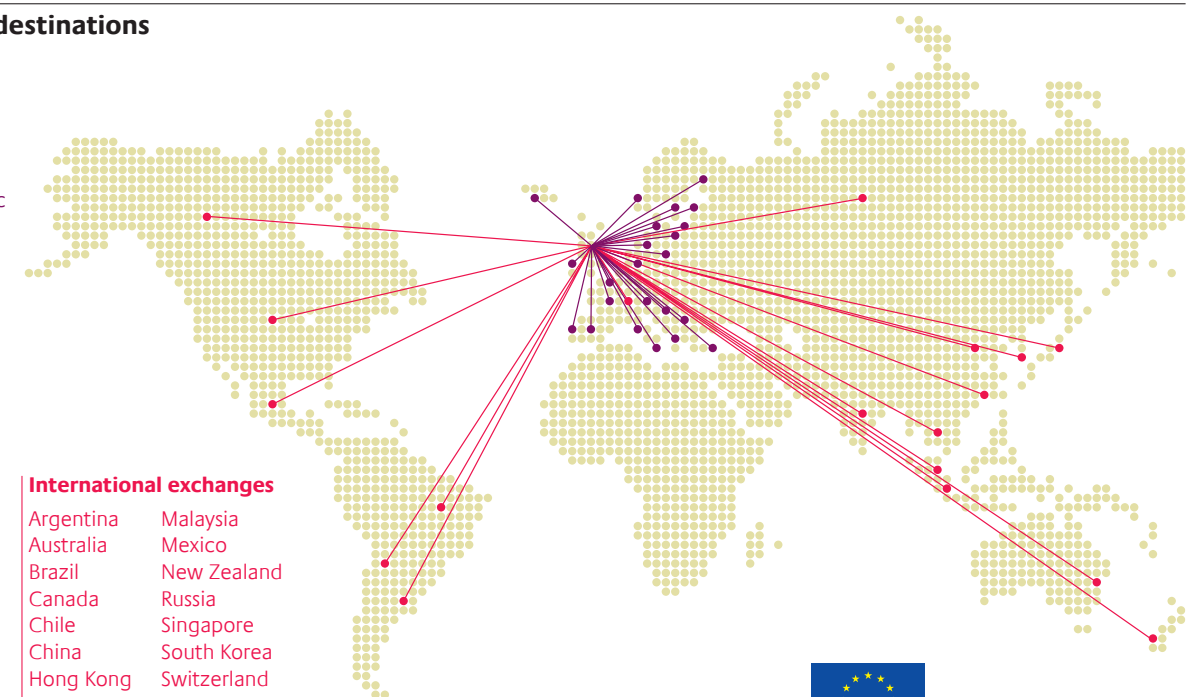 destinations
c
International exchanges
Argentina Malaysia
Australia Mexico
Brazil New Zealand
Canada Russia
Chile Singapore
China South Korea
Hong Kong Switzerland